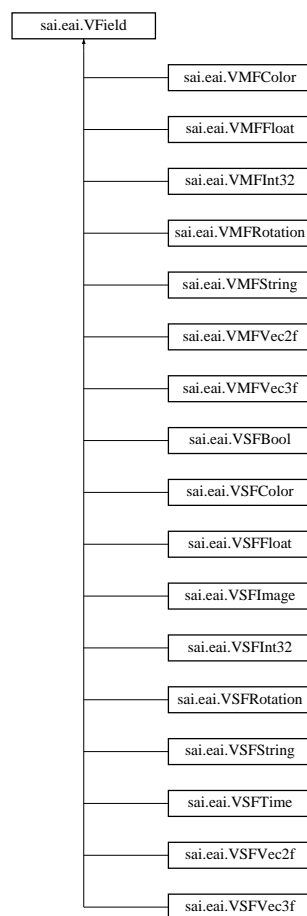 sai.eai.VField
sai.eai.VMFColor
sai.eai.VMFFloat
sai.eai.VMFInt32
sai.eai.VMFRotation
sai.eai.VMFString
sai.eai.VMFVec2f
sai.eai.VMFVec3f
sai.eai.VSFBool
sai.eai.VSFColor
sai.eai.VSFFloat
sai.eai.VSFImage
sai.eai.VSFInt32
sai.eai.VSFRotation
sai.eai.VSFString
sai.eai.VSFTime
sai.eai.VSFVec2f
sai.eai.VSFVec3f